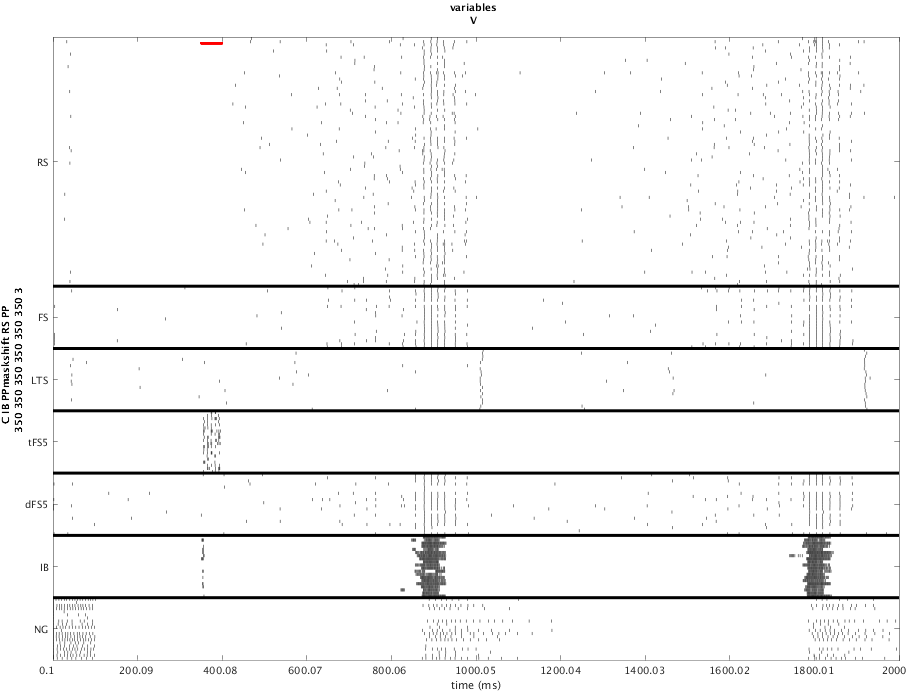 variables
V
RS
FS
LTS
tFS5
dFS5
IB
NG
C IB PPmaskshift RS PP
350 350 350 350 350 3
0.1 200.09 400.08 600.07 800.06 1000.05 1200.04 1400.03 1600.02 1800.01 2000
time (ms)